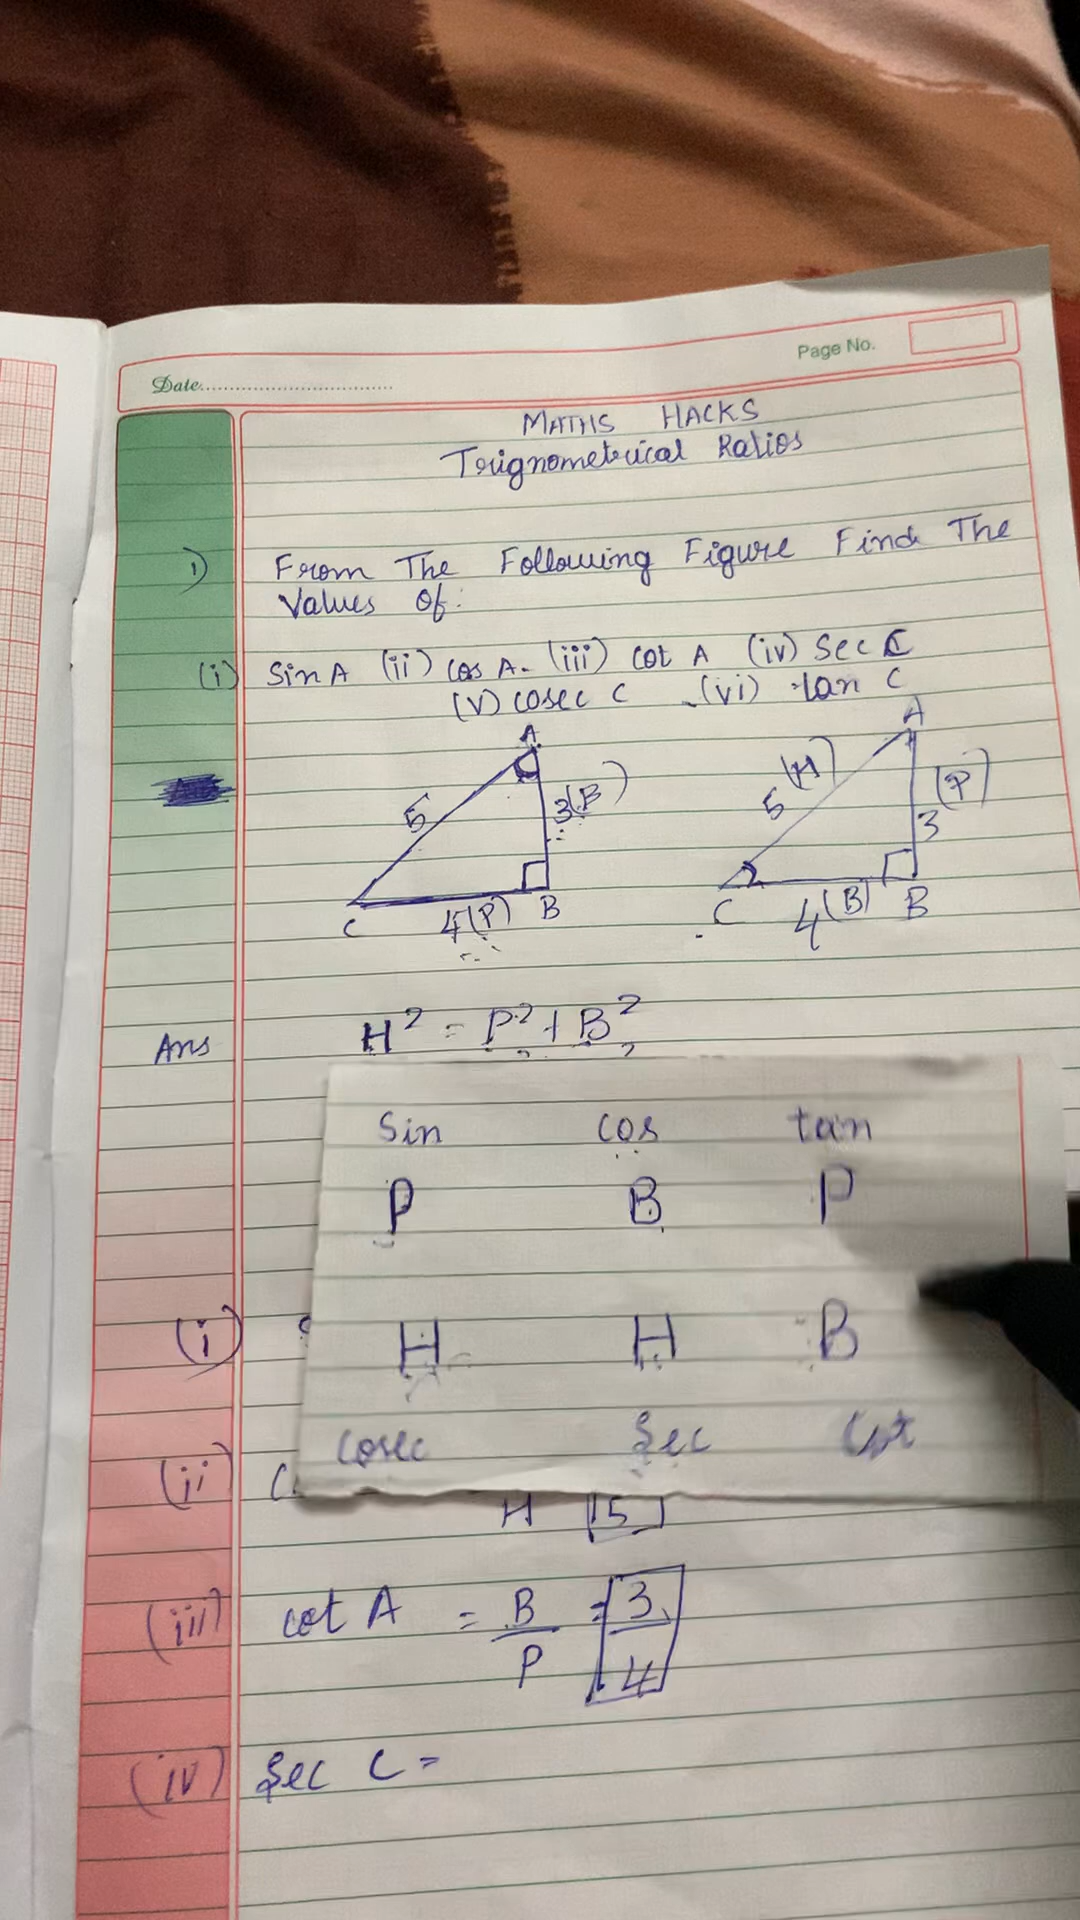 Page No.
Date
MATHS HACKS
Trignometrical Ratios
1) From The Following Figure Find The
Values Of:
(i) Sin A (ii) cos A. (iii) cot A (iv) Sec C
(v) cosec C (vi) tan C
A
5
3(B)
C
4(P)
B
A
5 (H)
3 (P)
C
4(B)
B
Ans H² = P² + B²
Sin cos tan
P B P
H H B
Cosec Sec Cot
(i)
(ii)
H 5
(iii) cot A = B/P = 3/4
(iv) Sec C =